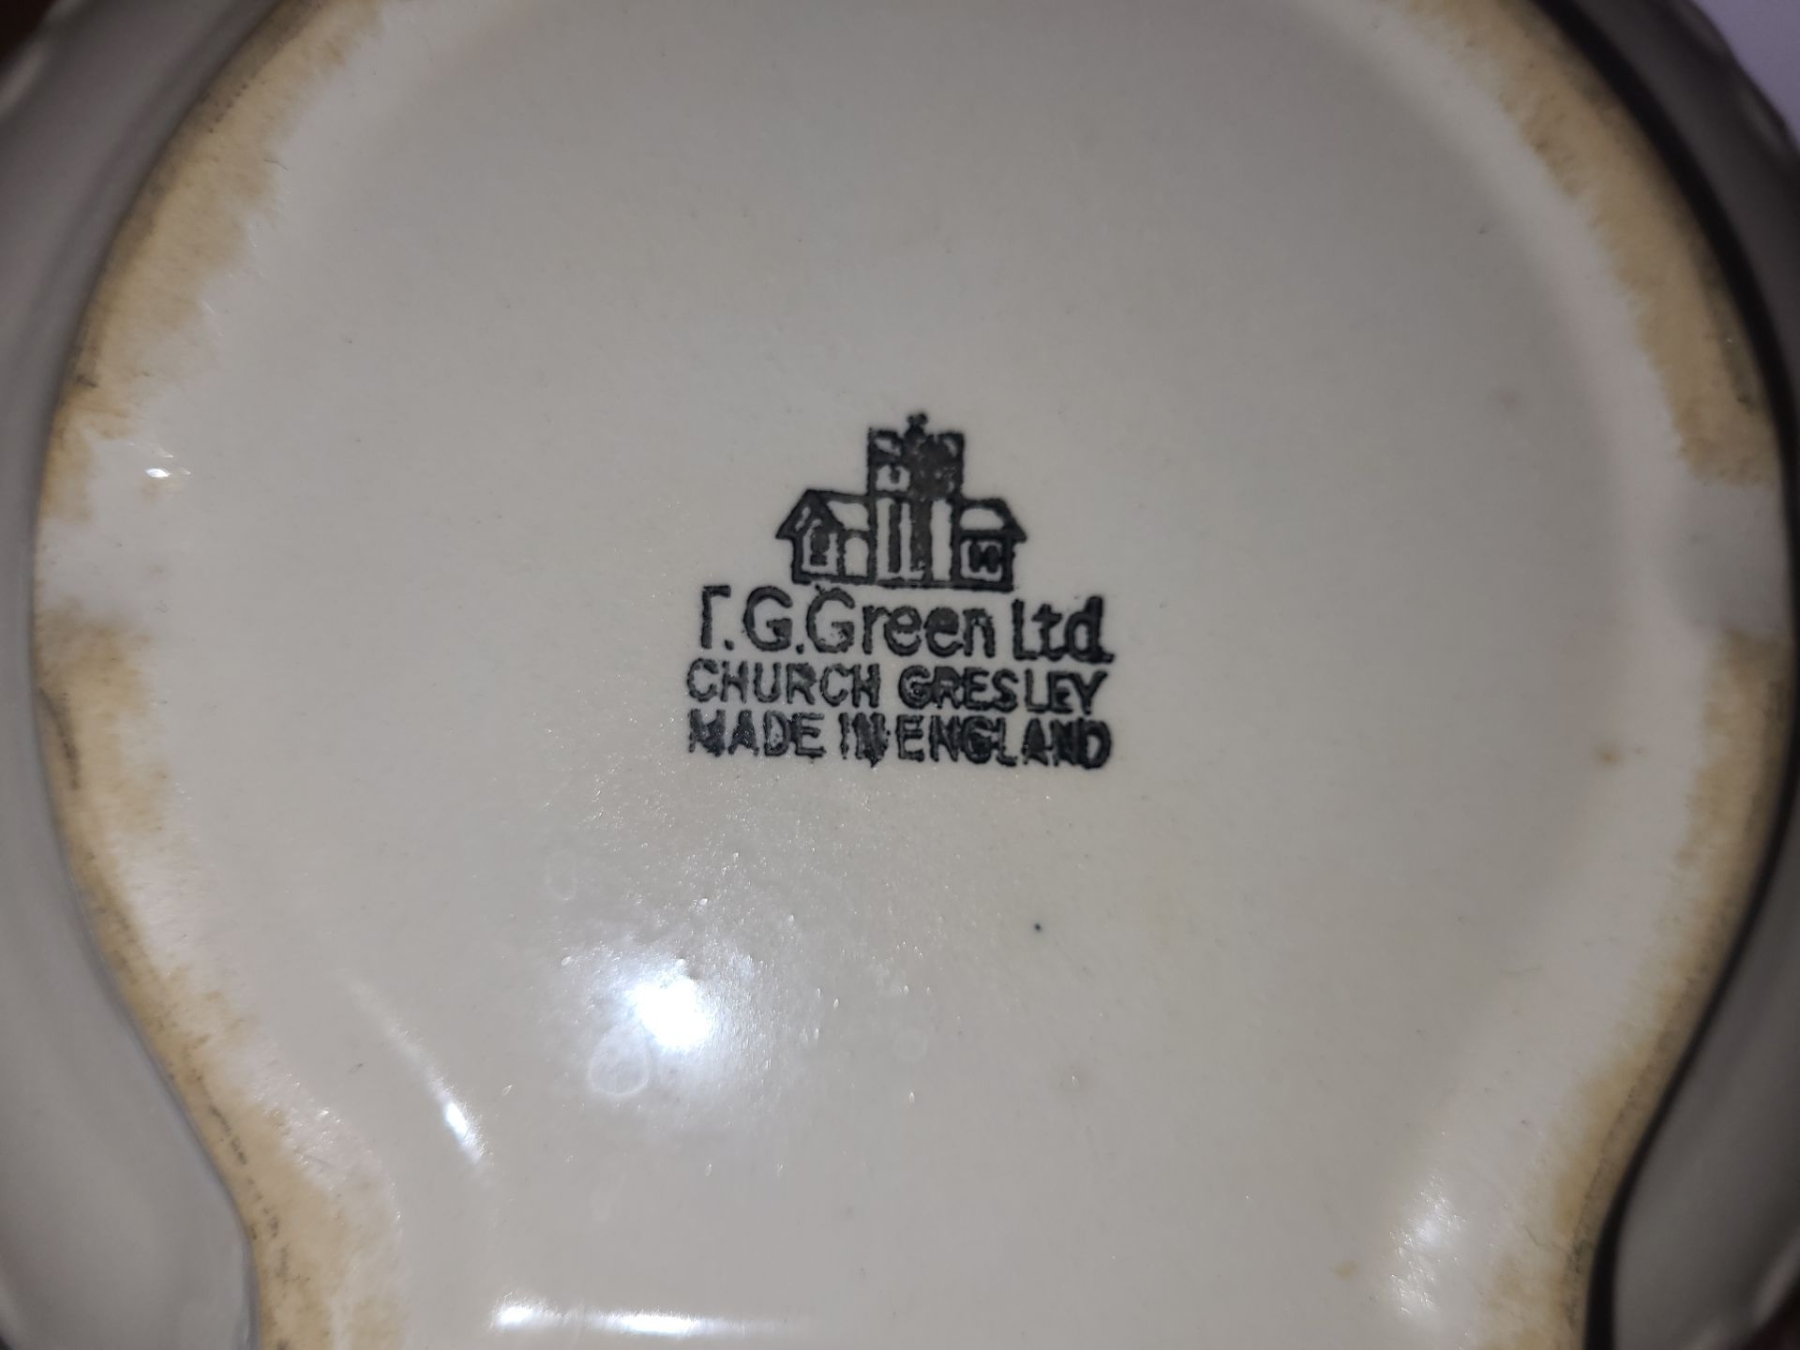 T.G.Green Ltd.
CHURCH GRESLEY
MADE IN ENGLAND